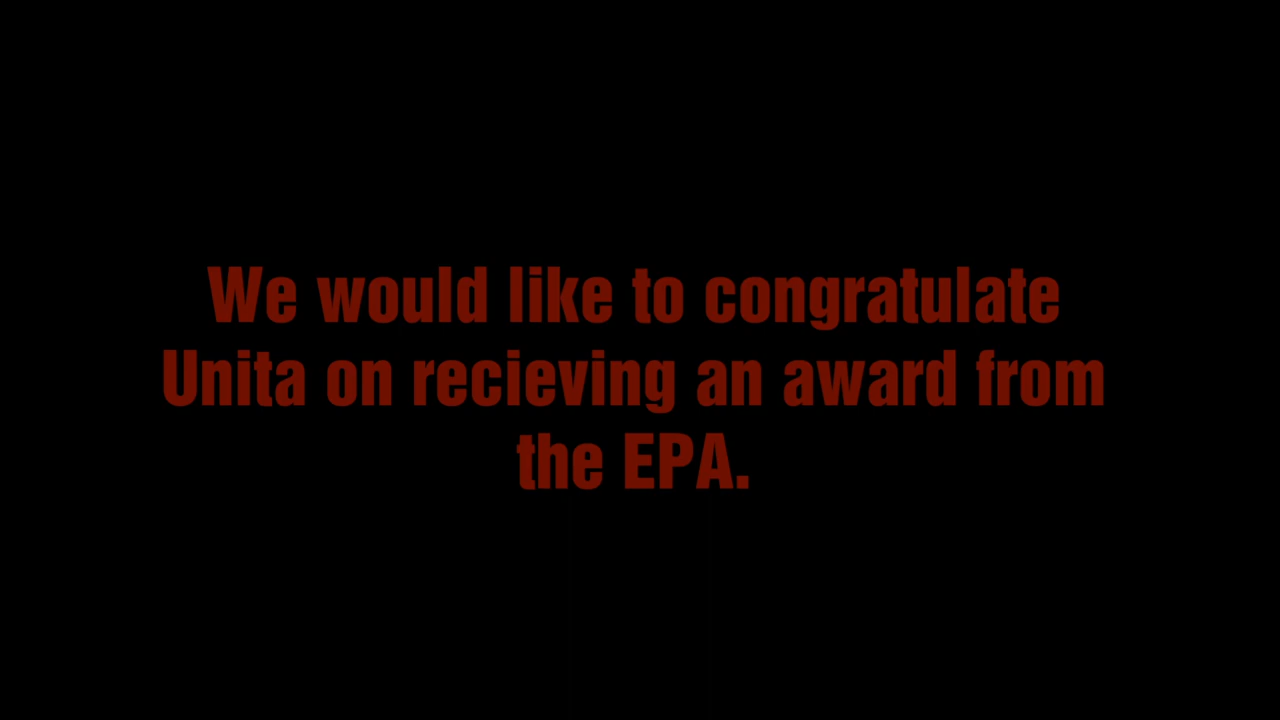 We would like to congratulate
Unita on recieving an award from
the EPA.